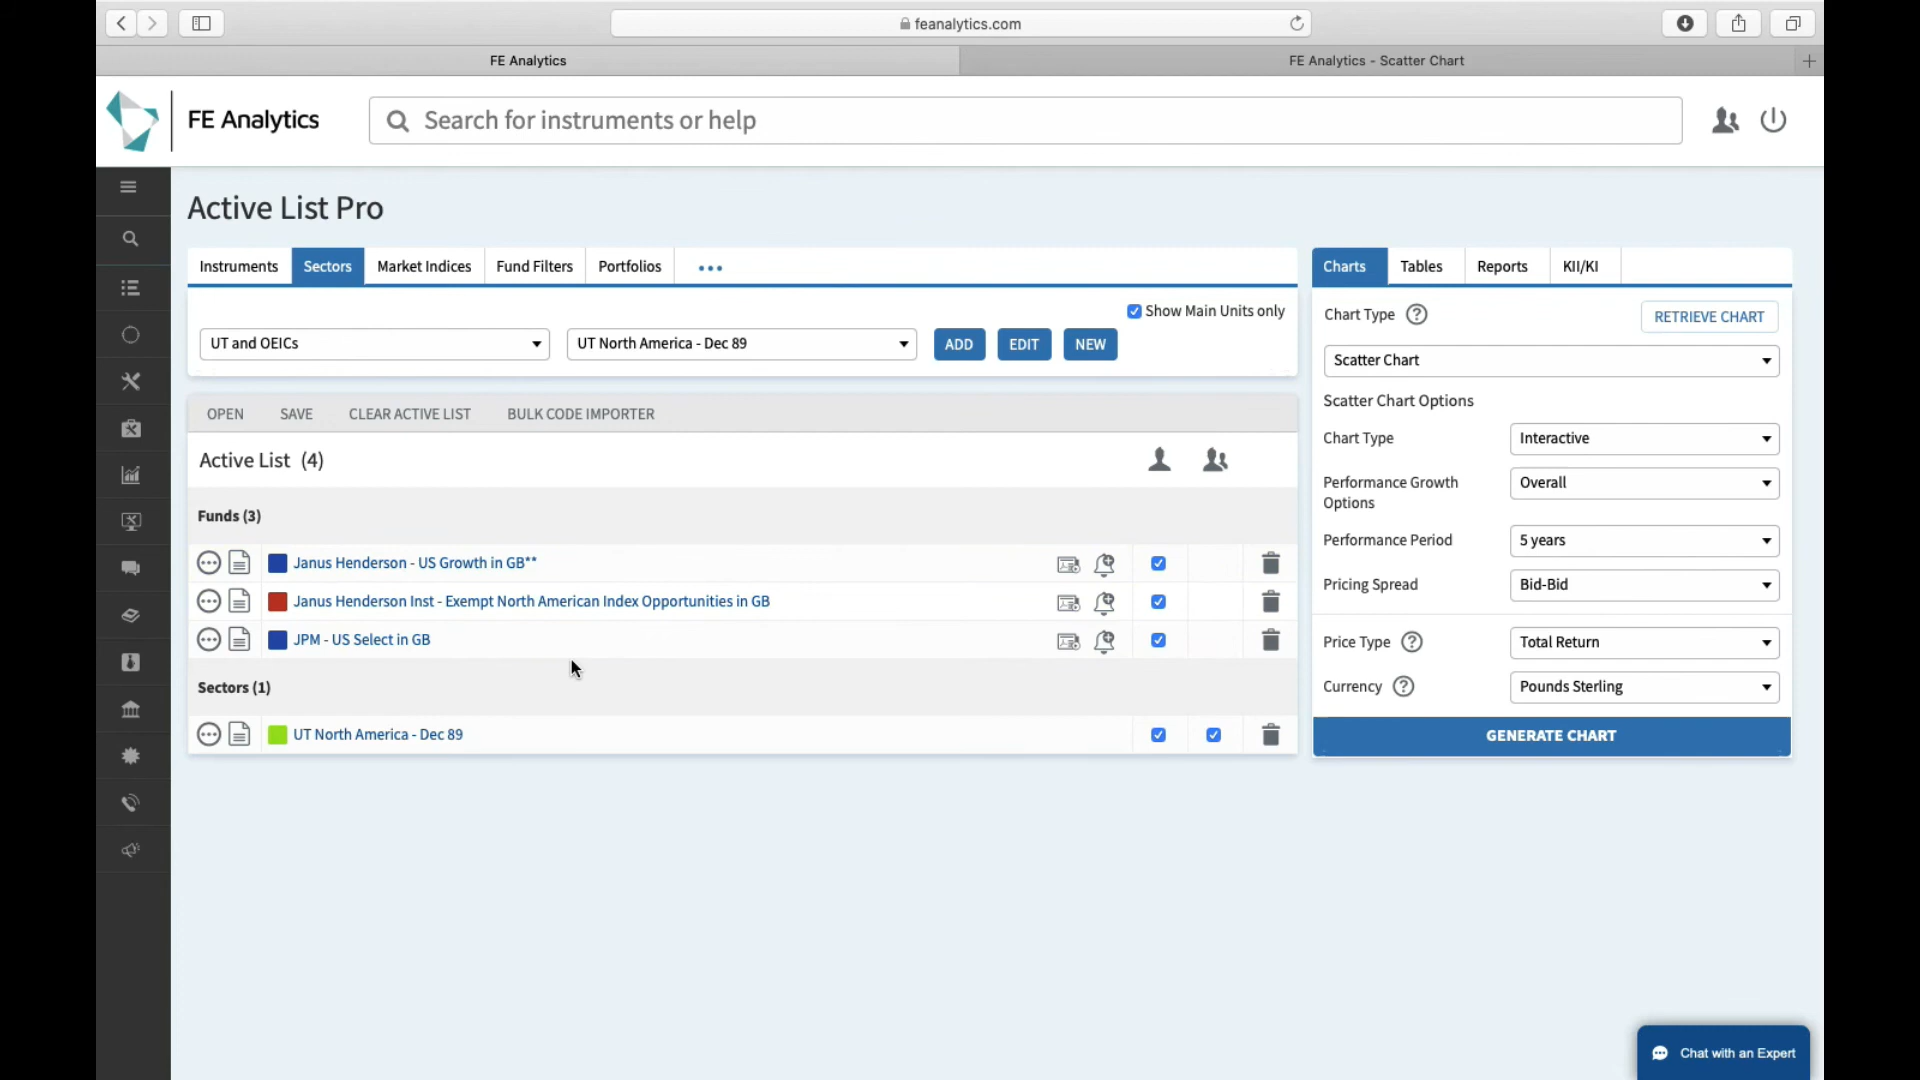 feanalytics.com
FE Analytics
FE Analytics - Scatter Chart
FE Analytics
Search for instruments or help
Active List Pro
Instruments
Sectors
Market Indices
Fund Filters
Portfolios
Charts
Tables
Reports
KII/KI
Show Main Units only
UT and OEICs
UT North America - Dec 89
ADD
EDIT
NEW
Chart Type
RETRIEVE CHART
Scatter Chart
Scatter Chart Options
OPEN
SAVE
CLEAR ACTIVE LIST
BULK CODE IMPORTER
Chart Type
Interactive
Active List (4)
Performance Growth
Options
Overall
Funds (3)
Performance Period
5 years
Janus Henderson - US Growth in GB**
Pricing Spread
Bid-Bid
Janus Henderson Inst - Exempt North American Index Opportunities in GB
JPM - US Select in GB
Price Type
Total Return
Sectors (1)
Currency
Pounds Sterling
UT North America - Dec 89
GENERATE CHART
Chat with an Expert